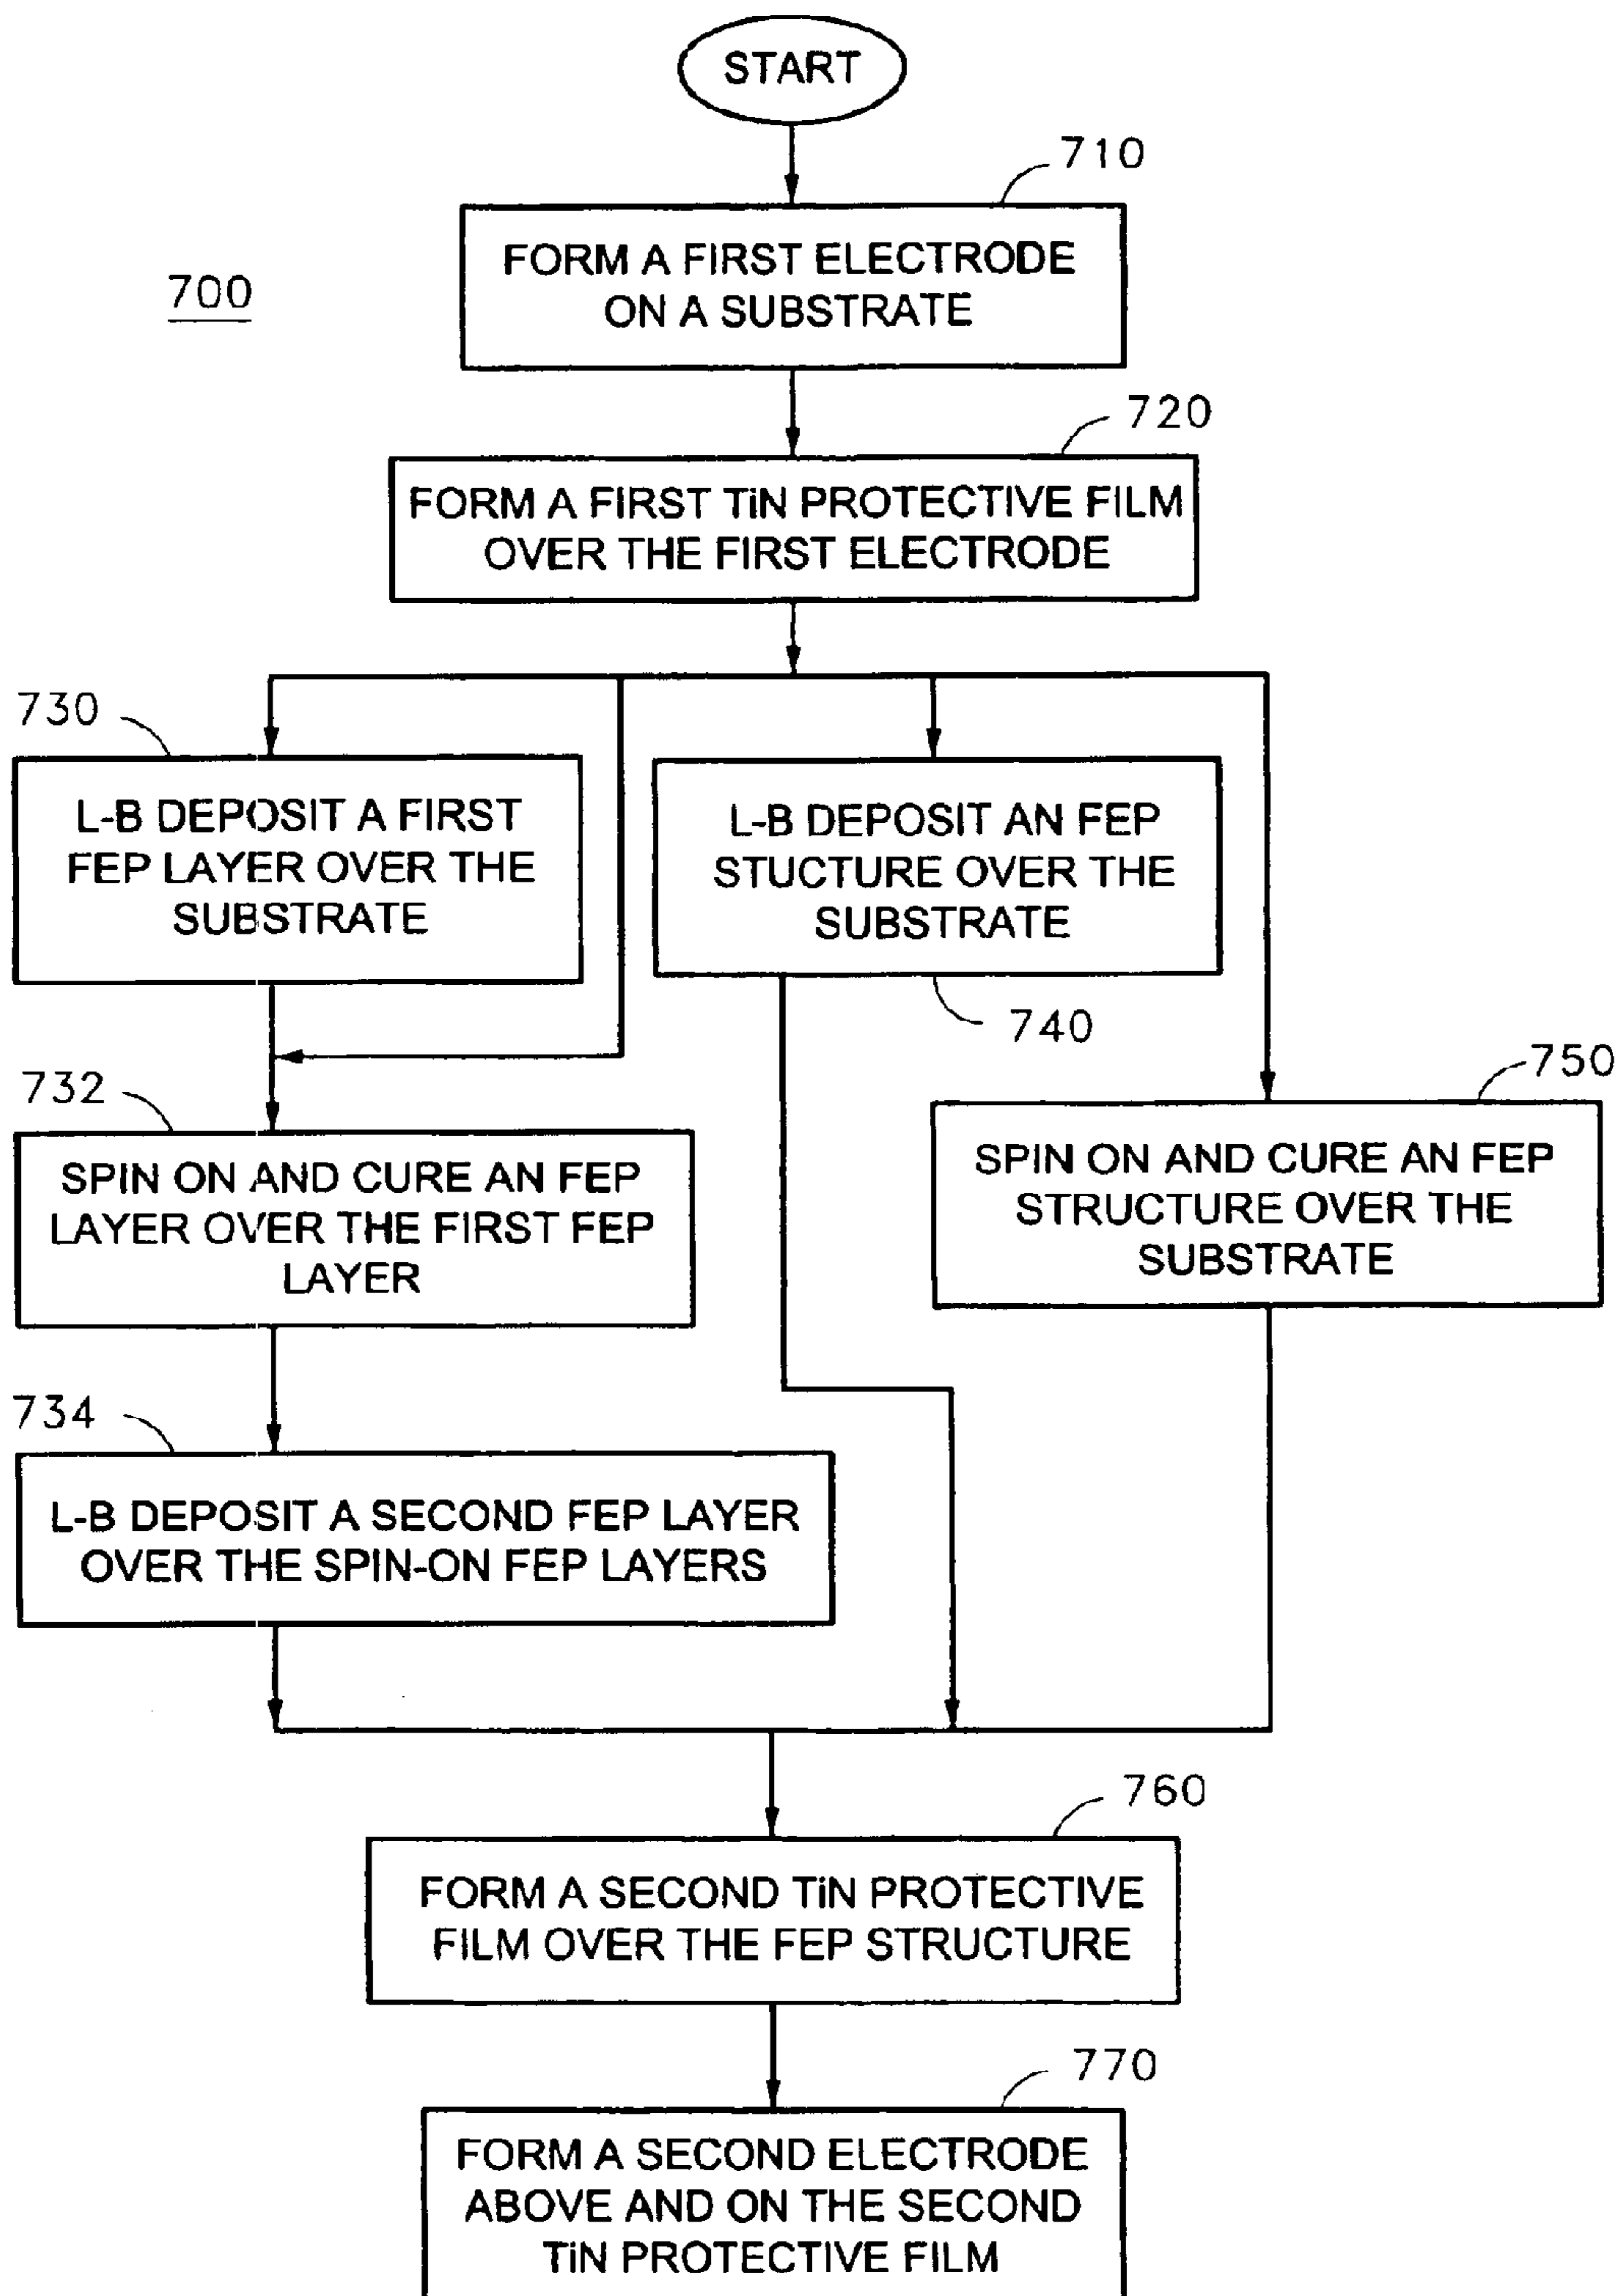 START
710
FORM A FIRST ELECTRODE
ON A SUBSTRATE
700
720
FORM A FIRST TiN PROTECTIVE FILM
OVER THE FIRST ELECTRODE
730
L-B DEPOSIT A FIRST
FEP LAYER OVER THE
SUBSTRATE
L-B DEPOSIT AN FEP
STUCTURE OVER THE
SUBSTRATE
740
750
732
SPIN ON AND CURE AN FEP
LAYER OVER THE FIRST FEP
LAYER
SPIN ON AND CURE AN FEP
STRUCTURE OVER THE
SUBSTRATE
734
L-B DEPOSIT A SECOND FEP LAYER
OVER THE SPIN-ON FEP LAYERS
760
FORM A SECOND TiN PROTECTIVE
FILM OVER THE FEP STRUCTURE
770
FORM A SECOND ELECTRODE
ABOVE AND ON THE SECOND
TiN PROTECTIVE FILM